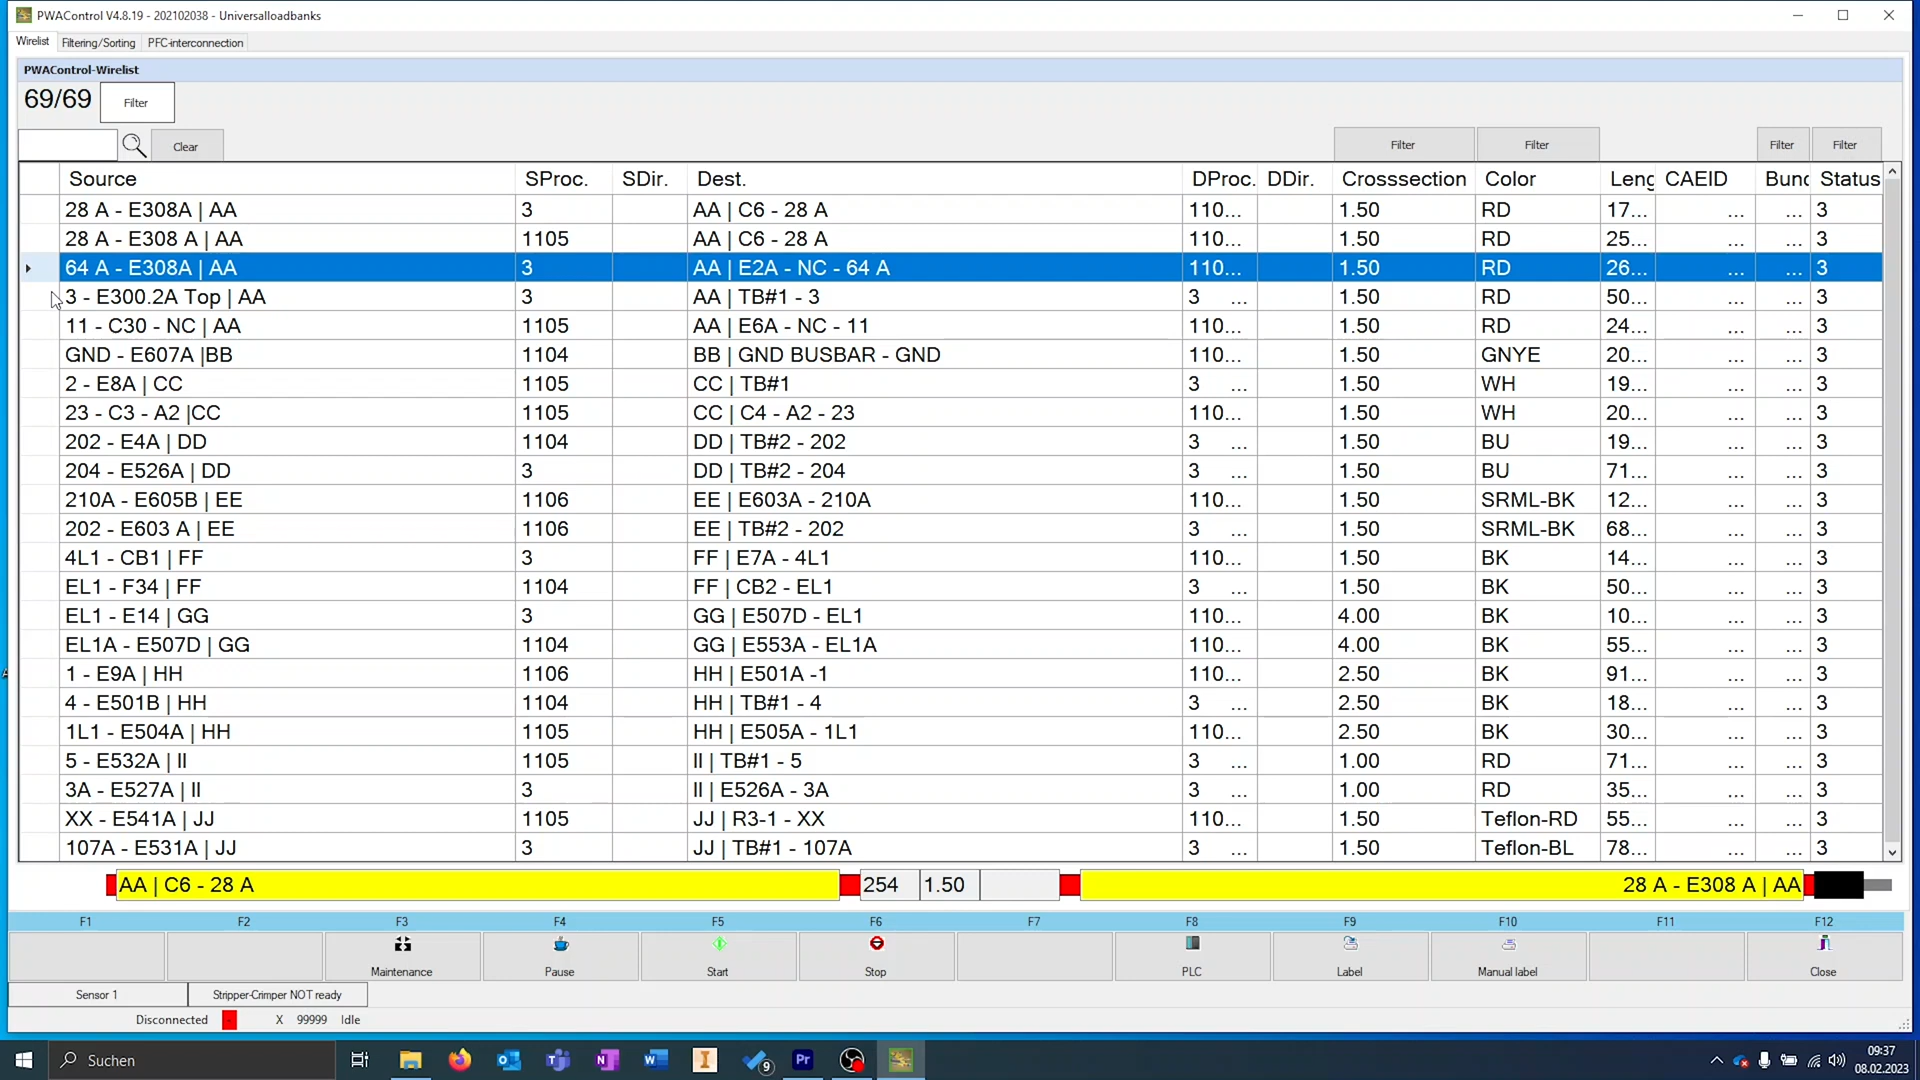 PWAControl V4.8.19 - 202102038 - Universalloadbanks
Wirelist Filtering/Sorting PFC-interconnection
PWAControl-Wirelist
69/69 Filter
Clear Filter Filter Filter Filter
Source SProc. SDir. Dest. DProc. DDir. Crosssection Color Leng CAEID Bund Status
28 A - E308A | AA 3 AA | C6 - 28 A 110... 1.50 RD 17... ... ... 3
28 A - E308 A | AA 1105 AA | C6 - 28 A 110... 1.50 RD 25... ... ... 3
64 A - E308A | AA 3 AA | E2A - NC - 64 A 110... 1.50 RD 26... ... ... 3
3 - E300.2A Top | AA 3 AA | TB#1 - 3 3 ... 1.50 RD 50... ... ... 3
11 - C30 - NC | AA 1105 AA | E6A - NC - 11 110... 1.50 RD 24... ... ... 3
GND - E607A |BB 1104 BB | GND BUSBAR - GND 110... 1.50 GNYE 20... ... ... 3
2 - E8A | CC 1105 CC | TB#1 3 ... 1.50 WH 19... ... ... 3
23 - C3 - A2 |CC 1105 CC | C4 - A2 - 23 110... 1.50 WH 20... ... ... 3
202 - E4A | DD 1104 DD | TB#2 - 202 3 ... 1.50 BU 19... ... ... 3
204 - E526A | DD 3 DD | TB#2 - 204 3 ... 1.50 BU 71... ... ... 3
210A - E605B | EE 1106 EE | E603A - 210A 110... 1.50 SRML-BK 12... ... ... 3
202 - E603 A | EE 1106 EE | TB#2 - 202 3 ... 1.50 SRML-BK 68... ... ... 3
4L1 - CB1 | FF 3 FF | E7A - 4L1 110... 1.50 BK 14... ... ... 3
EL1 - F34 | FF 1104 FF | CB2 - EL1 3 ... 1.50 BK 50... ... ... 3
EL1 - E14 | GG 3 GG | E507D - EL1 110... 4.00 BK 10... ... ... 3
EL1A - E507D | GG 1104 GG | E553A - EL1A 110... 4.00 BK 55... ... ... 3
1 - E9A | HH 1106 HH | E501A -1 110... 2.50 BK 91... ... ... 3
4 - E501B | HH 1104 HH | TB#1 - 4 3 ... 2.50 BK 18... ... ... 3
1L1 - E504A | HH 1105 HH | E505A - 1L1 110... 2.50 BK 30... ... ... 3
5 - E532A | II 1105 II | TB#1 - 5 3 ... 1.00 RD 71... ... ... 3
3A - E527A | II 3 II | E526A - 3A 3 ... 1.00 RD 35... ... ... 3
XX - E541A | JJ 1105 JJ | R3-1 - XX 110... 1.50 Teflon-RD 55... ... ... 3
107A - E531A | JJ 3 JJ | TB#1 - 107A 3 ... 1.50 Teflon-BL 78... ... ... 3
AA | C6 - 28 A 254 1.50 28 A - E308 A | AA
F1 F2 F3 F4 F5 F6 F7 F8 F9 F10 F11 F12
Maintenance Pause Start Stop PLC Label Manual label Close
Sensor 1 Stripper-Crimper NOT ready
Disconnected X 99999 Idle
Suchen 9 Pr 09:37
08.02.2023